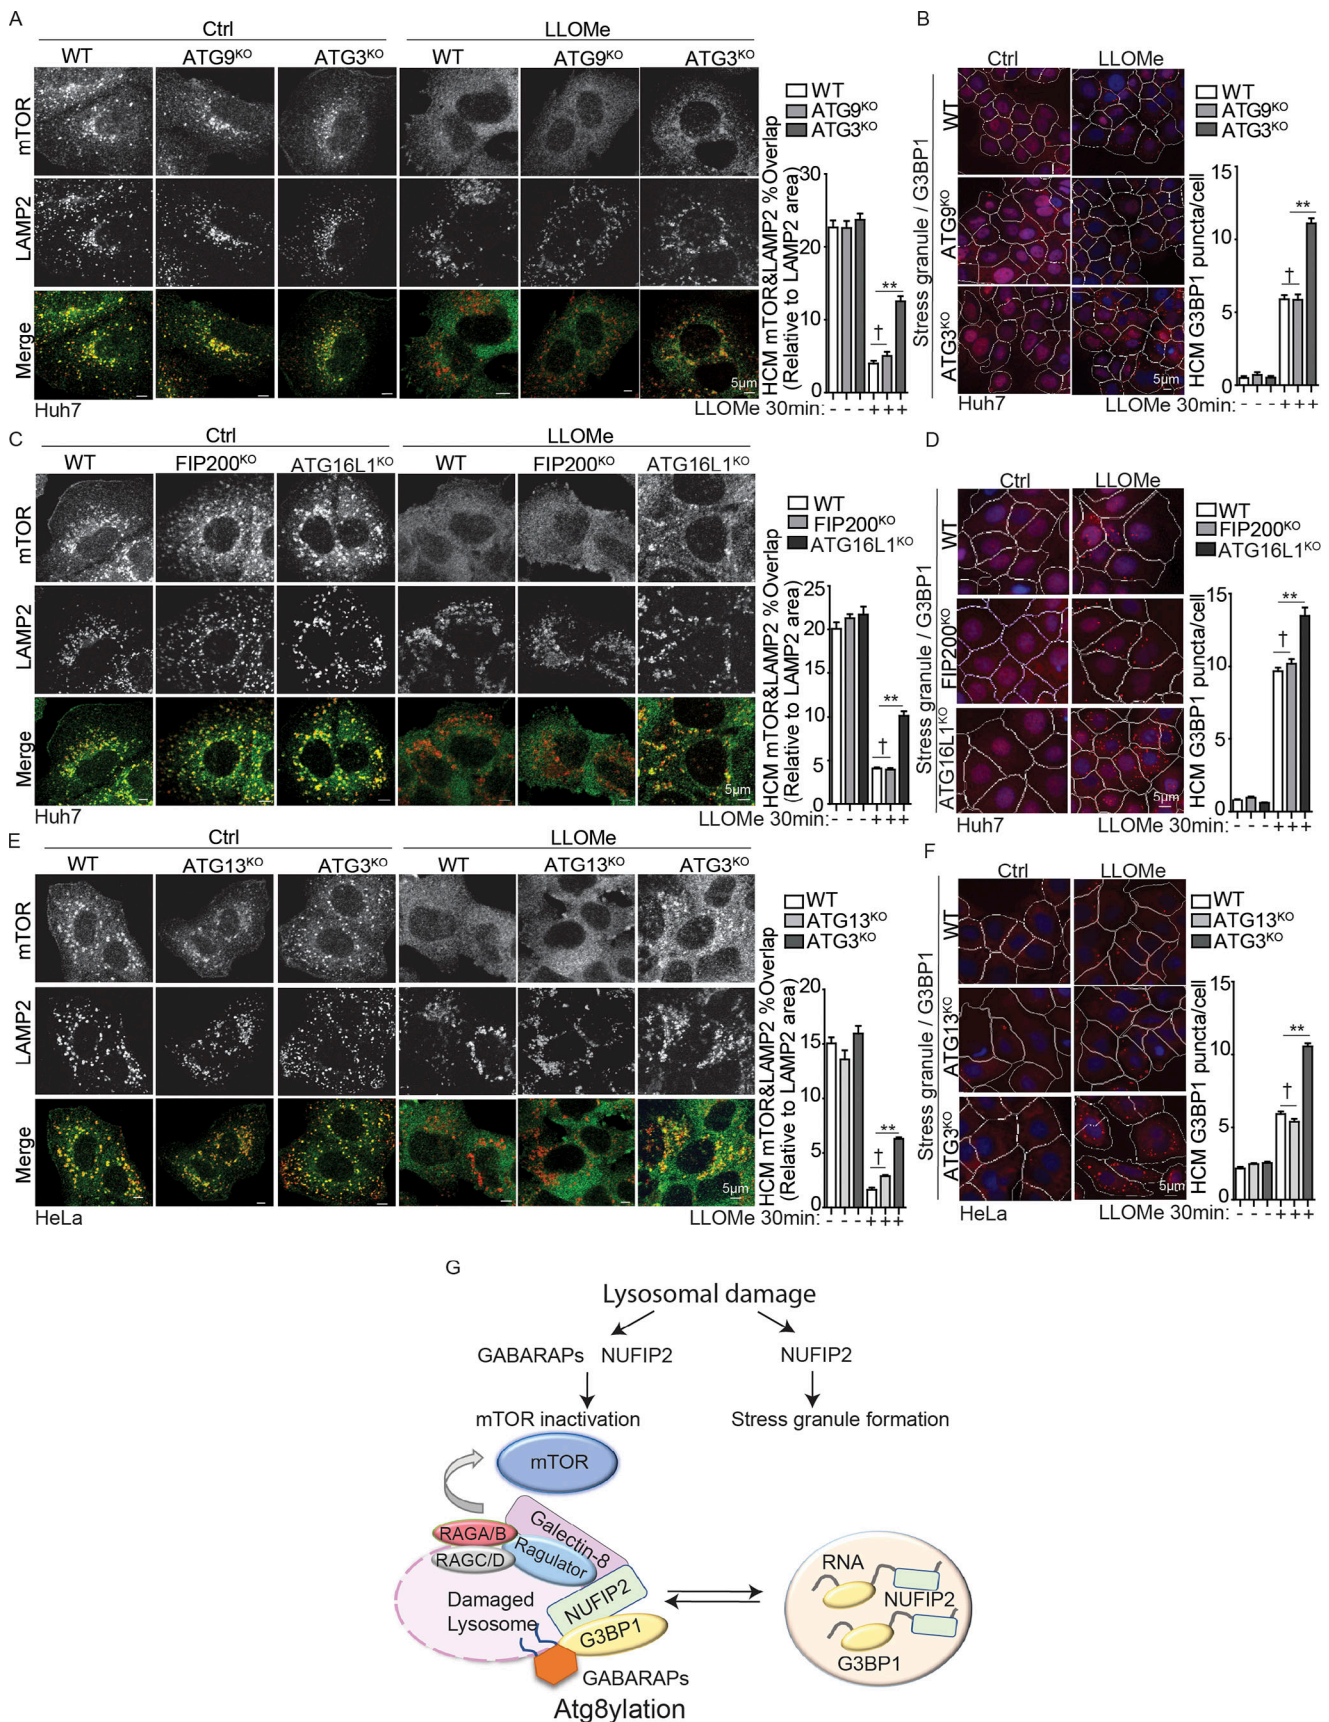 A
Ctrl
LLOMe
WT
ATG9KO
ATG3KO
WT
ATG9KO
ATG3KO
mTOR
LAMP2
Merge
5µm
Huh7
WT
ATG9KO
ATG3KO
HCM mTOR&LAMP2 %Overlap
(Relative to LAMP2 area)
30
20
10
0
**
†
LLOMe 30min: - - - + + +
B
Ctrl
LLOMe
Stress granule / G3BP1
WT
ATG9KO
ATG3KO
5µm
Huh7
WT
ATG9KO
ATG3KO
HCM G3BP1 puncta/cell
15
10
5
0
**
†
LLOMe 30min: - - - + + +
C
Ctrl
LLOMe
WT
FIP200KO
ATG16L1KO
WT
FIP200KO
ATG16L1KO
mTOR
LAMP2
Merge
5µm
Huh7
WT
FIP200KO
ATG16L1KO
HCM mTOR&LAMP2 %Overlap
(Relative to LAMP2 area)
25
20
15
10
5
0
**
†
LLOMe 30min: - - - + + +
D
Ctrl
LLOMe
Stress granule / G3BP1
WT
FIP200KO
ATG16L1KO
5µm
Huh7
WT
FIP200KO
ATG16L1KO
HCM G3BP1 puncta/cell
15
10
5
0
**
†
LLOMe 30min: - - - + + +
E
Ctrl
LLOMe
WT
ATG13KO
ATG3KO
WT
ATG13KO
ATG3KO
mTOR
LAMP2
Merge
5µm
HeLa
WT
ATG13KO
ATG3KO
HCM mTOR&LAMP2 %Overlap
(Relative to LAMP2 area)
20
15
10
5
0
**
†
LLOMe 30min: - - - + + +
F
Ctrl
LLOMe
Stress granule / G3BP1
WT
ATG13KO
ATG3KO
5µm
HeLa
WT
ATG13KO
ATG3KO
HCM G3BP1 puncta/cell
15
10
5
0
**
†
LLOMe 30min: - - - + + +
G
Lysosomal damage
GABARAPs NUFIP2
NUFIP2
mTOR inactivation
Stress granule formation
mTOR
RAGA/B
RAGC/D
Galectin-8
Ragulator
Damaged
Lysosome
NUFIP2
G3BP1
GABARAPs
Atg8ylation
RNA
NUFIP2
G3BP1